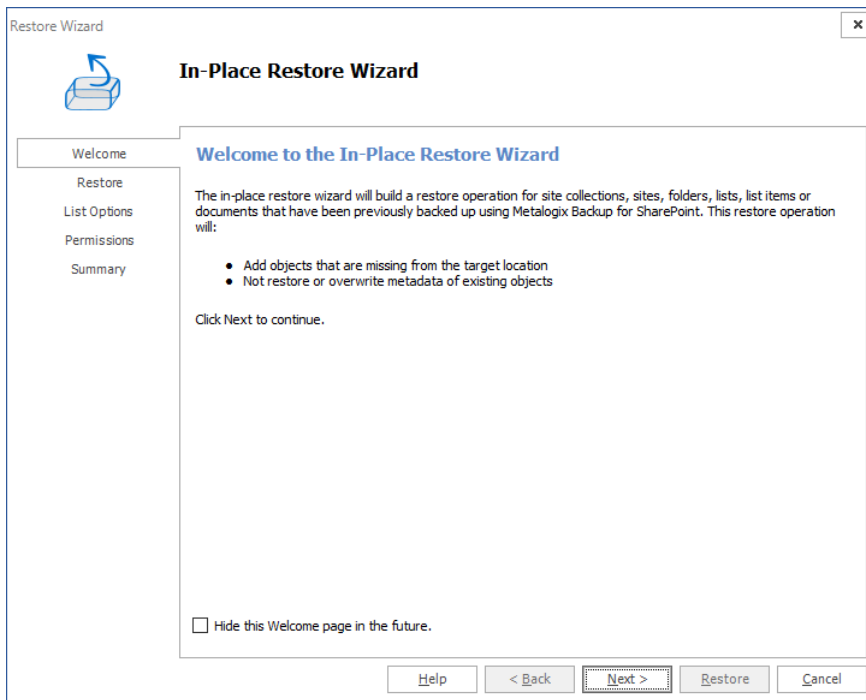 Restore Wizard
In-Place Restore Wizard
Welcome
Restore
List Options
Permissions
Summary
Welcome to the In-Place Restore Wizard
The in-place restore wizard will build a restore operation for site collections, sites, folders, lists, list items or
documents that have been previously backed up using Metalogix Backup for SharePoint. This restore operation
will:
• Add objects that are missing from the target location
• Not restore or overwrite metadata of existing objects
Click Next to continue.
Hide this Welcome page in the future.
Help
< Back
Next >
Restore
Cancel